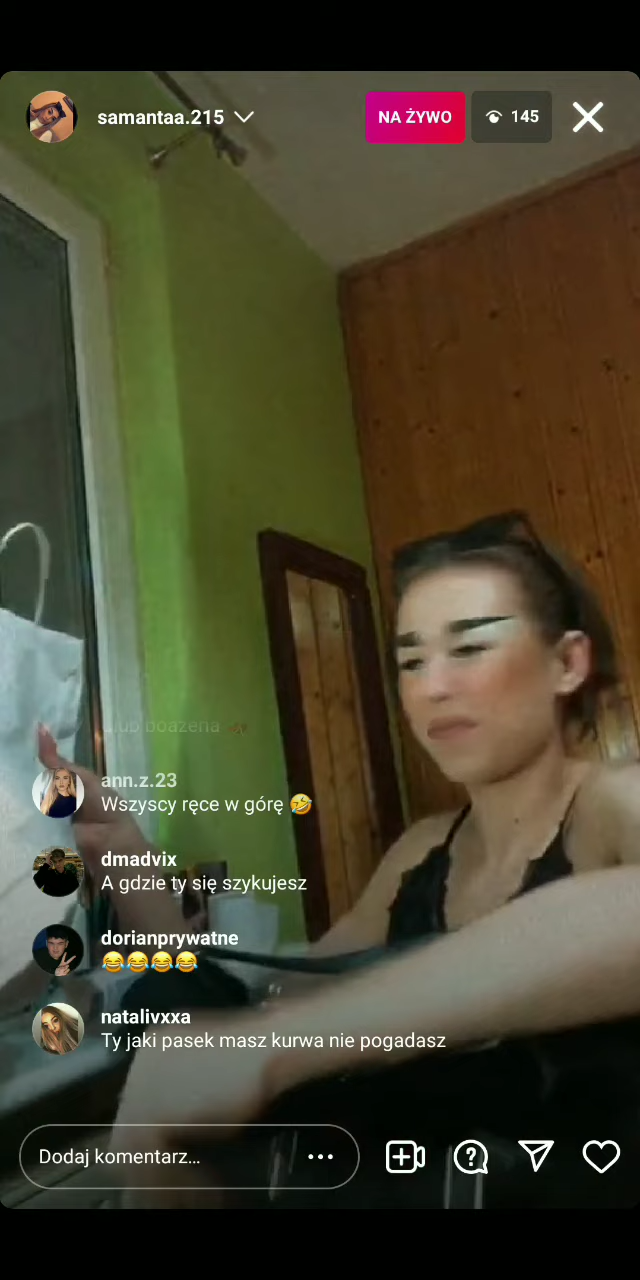 samantaa.215
NA ŻYWO
145
ann.z.23
Wszyscy ręce w górę 🤣
dmadvix
A gdzie ty się szykujesz
dorianprywatne
😂😂😂😂
natalivxxa
Ty jaki pasek masz kurwa nie pogadasz
Dodaj komentarz...